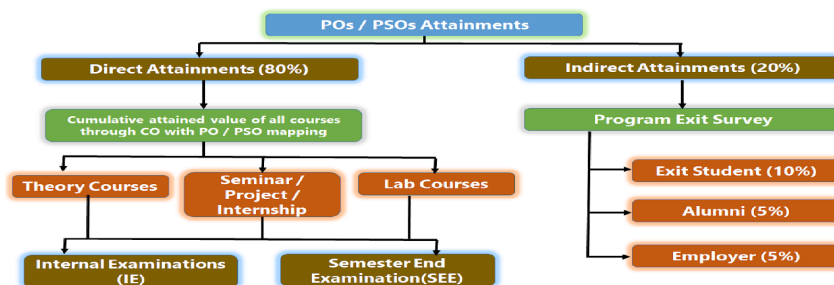 POs / PSOs Attainments
Direct Attainments (80%)
Indirect Attainments (20%)
Cumulative attained value of all courses
through CO with PO / PSO mapping
Program Exit Survey
Theory Courses
Seminar /
Project /
Internship
Lab Courses
Exit Student (10%)
Alumni (5%)
Employer (5%)
Internal Examinations
(IE)
Semester End
Examination(SEE)